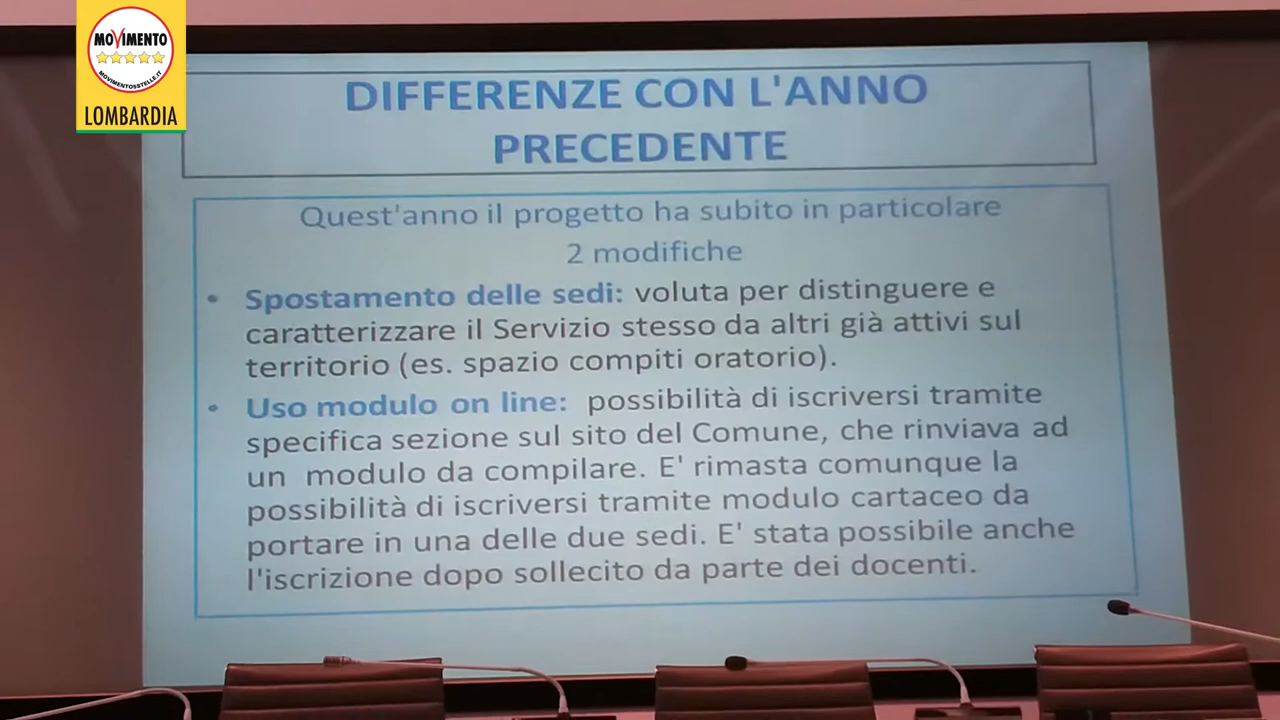 MOVIMENTO
MOVIMENTO5STELLE.IT
LOMBARDIA
DIFFERENZE CON L'ANNO
PRECEDENTE
Quest'anno il progetto ha subito in particolare
2 modifiche
• Spostamento delle sedi: voluta per distinguere e
caratterizzare il Servizio stesso da altri già attivi sul
territorio (es. spazio compiti oratorio).
• Uso modulo on line: possibilità di iscriversi tramite
specifica sezione sul sito del Comune, che rinviava ad
un modulo da compilare. E' rimasta comunque la
possibilità di iscriversi tramite modulo cartaceo da
portare in una delle due sedi. E' stata possibile anche
l'iscrizione dopo sollecito da parte dei docenti.